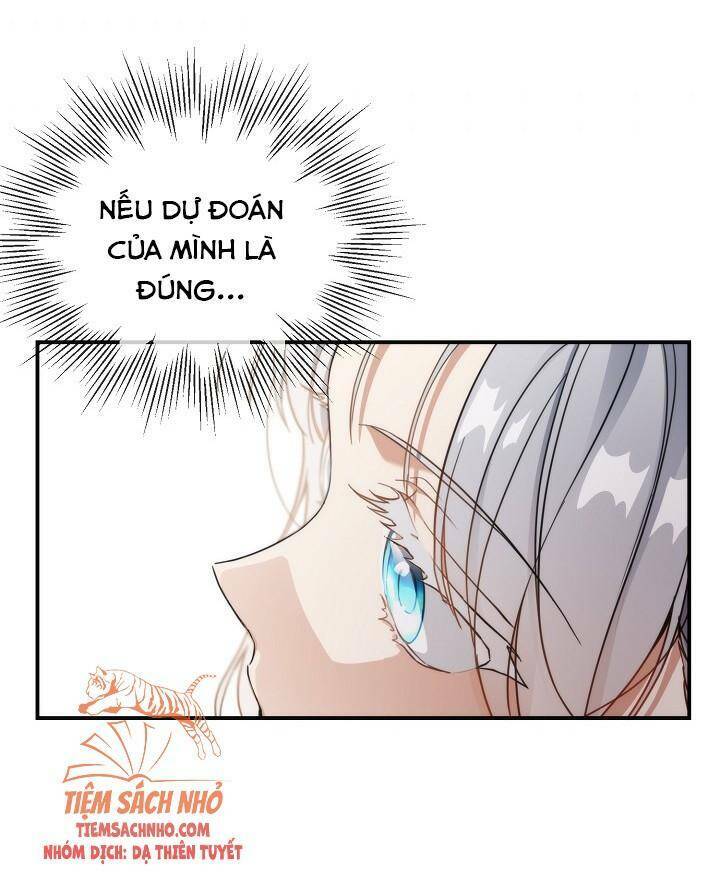 NẾU DỰ ĐOÁN
CỦA MÌNH LÀ
ĐÚNG...
TIỆM SÁCH NHỎ
TIEMSACHNHO.COM
NHÓM DỊCH: DẠ THIÊN TUYẾT